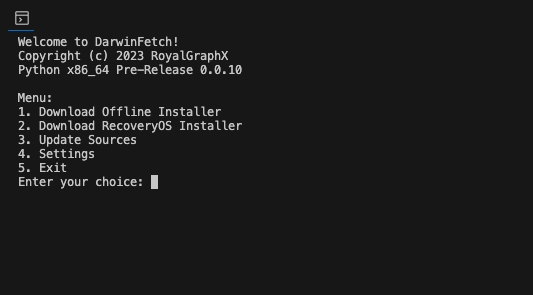 Welcome to DarwinFetch!
Copyright (c) 2023 RoyalGraphX
Python x86_64 Pre-Release 0.0.10
Menu:
1. Download Offline Installer
2. Download RecoveryOS Installer
3. Update Sources
4. Settings
5. Exit
Enter your choice: